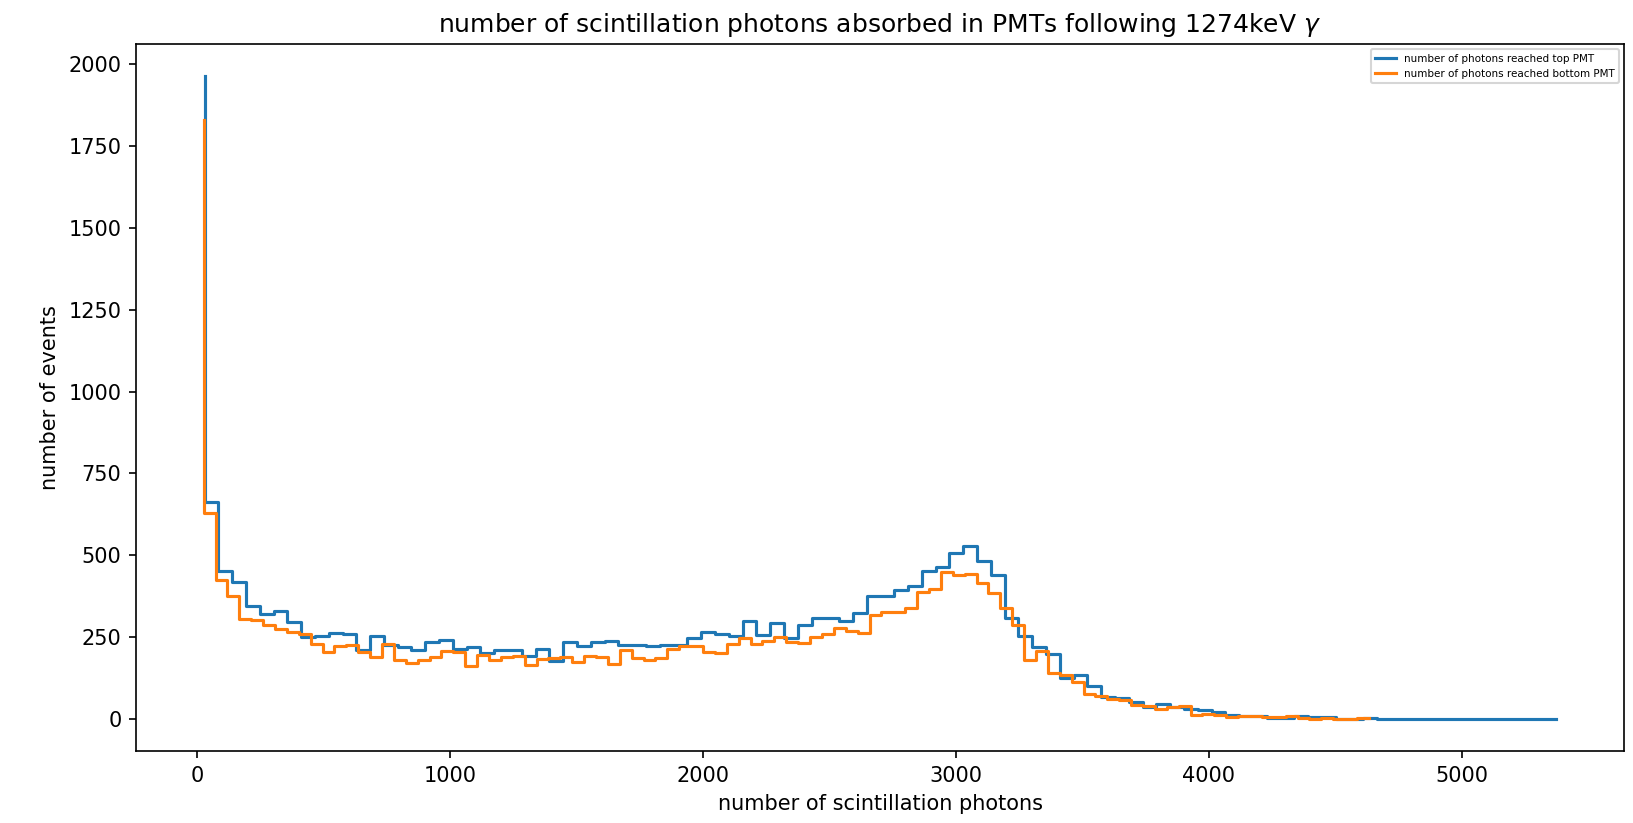 number of scintillation photons absorbed in PMTs following 1274keV γ
number of photons reached top PMT
number of photons reached bottom PMT
2000
1750
1500
1250
1000
750
500
250
0
number of events
0 1000 2000 3000 4000 5000
number of scintillation photons